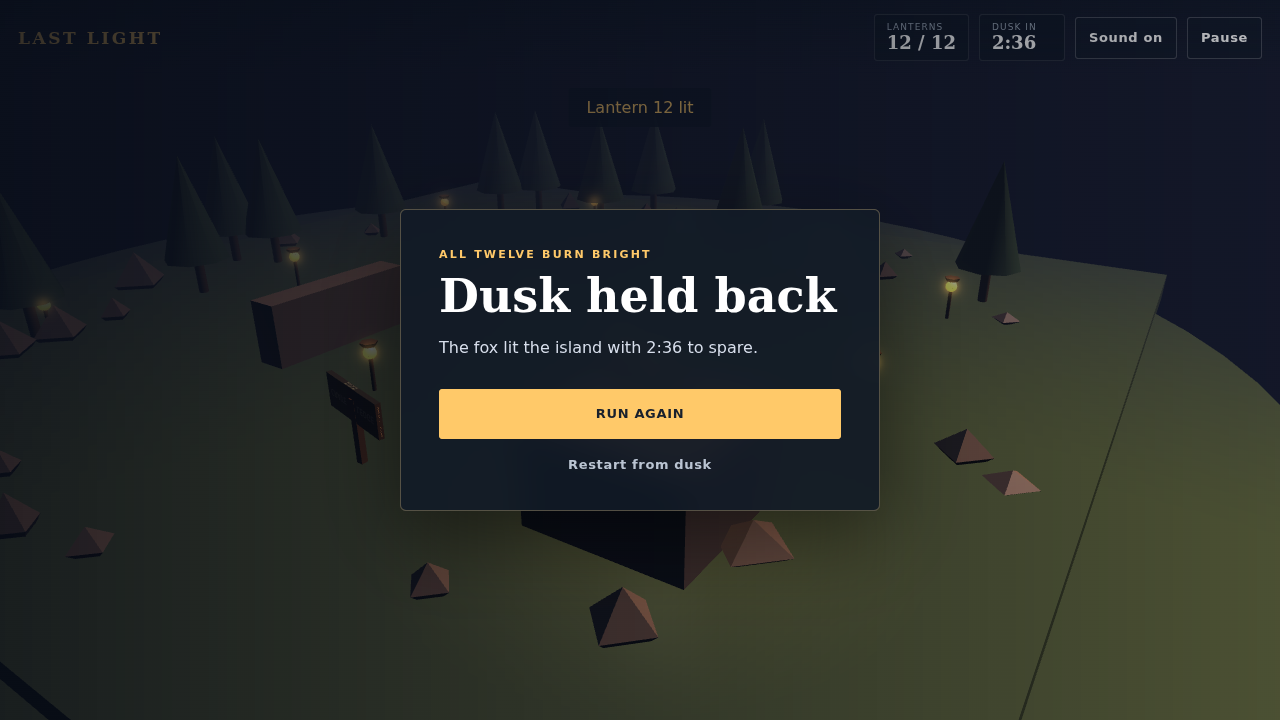 LAST LIGHT
LANTERNS
12 / 12
DUSK IN
2:36
Sound on
Pause
Lantern 12 lit
ALL TWELVE BURN BRIGHT
Dusk held back
The fox lit the island with 2:36 to spare.
RUN AGAIN
Restart from dusk